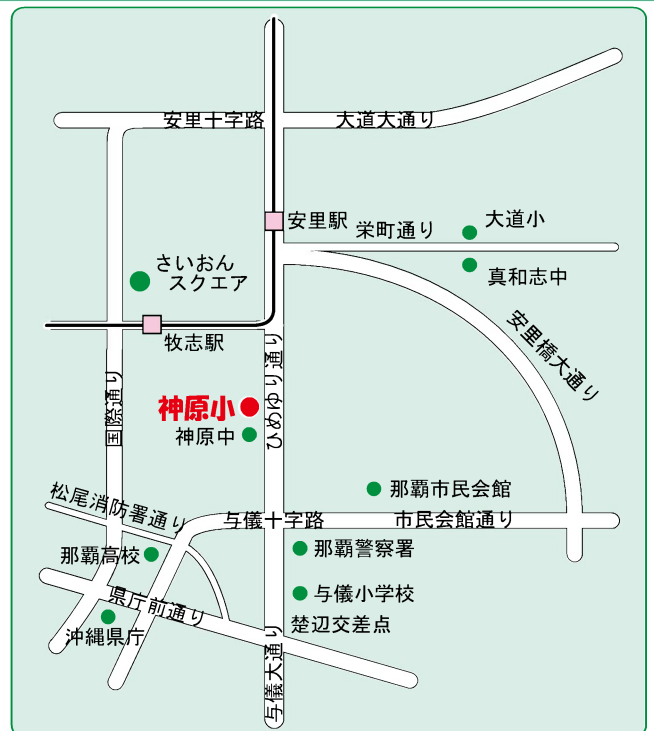 安里十字路
大道大通り
安里駅
栄町通り
大道小
真和志中
さいおん
スクエア
牧志駅
安里橋大通り
ひめゆり通り
国際通り
神原小
神原中
松尾消防署通り
那覇市民会館
与儀十字路
市民会館通り
那覇高校
那覇警察署
県庁前通り
与儀小学校
沖縄県庁
楚辺交差点
与儀大通り